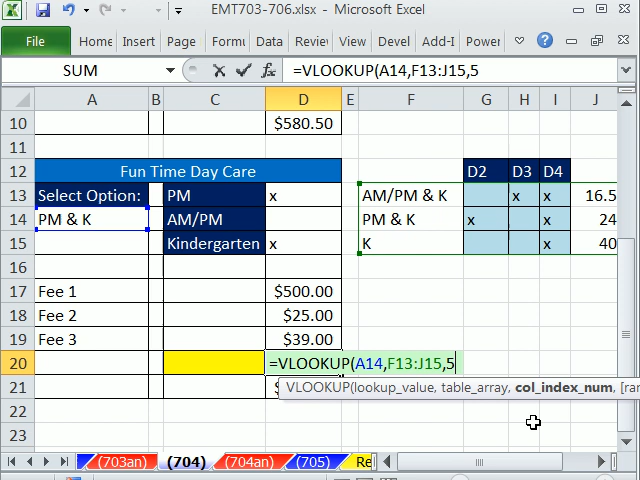 EMT703-706.xlsx - Microsoft Excel
File Home Insert Page Formu Data Revie Devel Add-I Power
SUM =VLOOKUP(A14,F13:J15,5
A B C D E F G H I J
10 $580.50
11
12 Fun Time Day Care D2 D3 D4
13 Select Option: PM x AM/PM & K x x 16.5
14 PM & K AM/PM PM & K x x 24
15 Kindergarten x K x 40
16
17 Fee 1 $500.00
18 Fee 2 $25.00
19 Fee 3 $39.00
20 =VLOOKUP(A14,F13:J15,5
21 $ VLOOKUP(lookup_value, table_array, col_index_num, [ra
22
23
(703an) (704) (704an) (705) Re